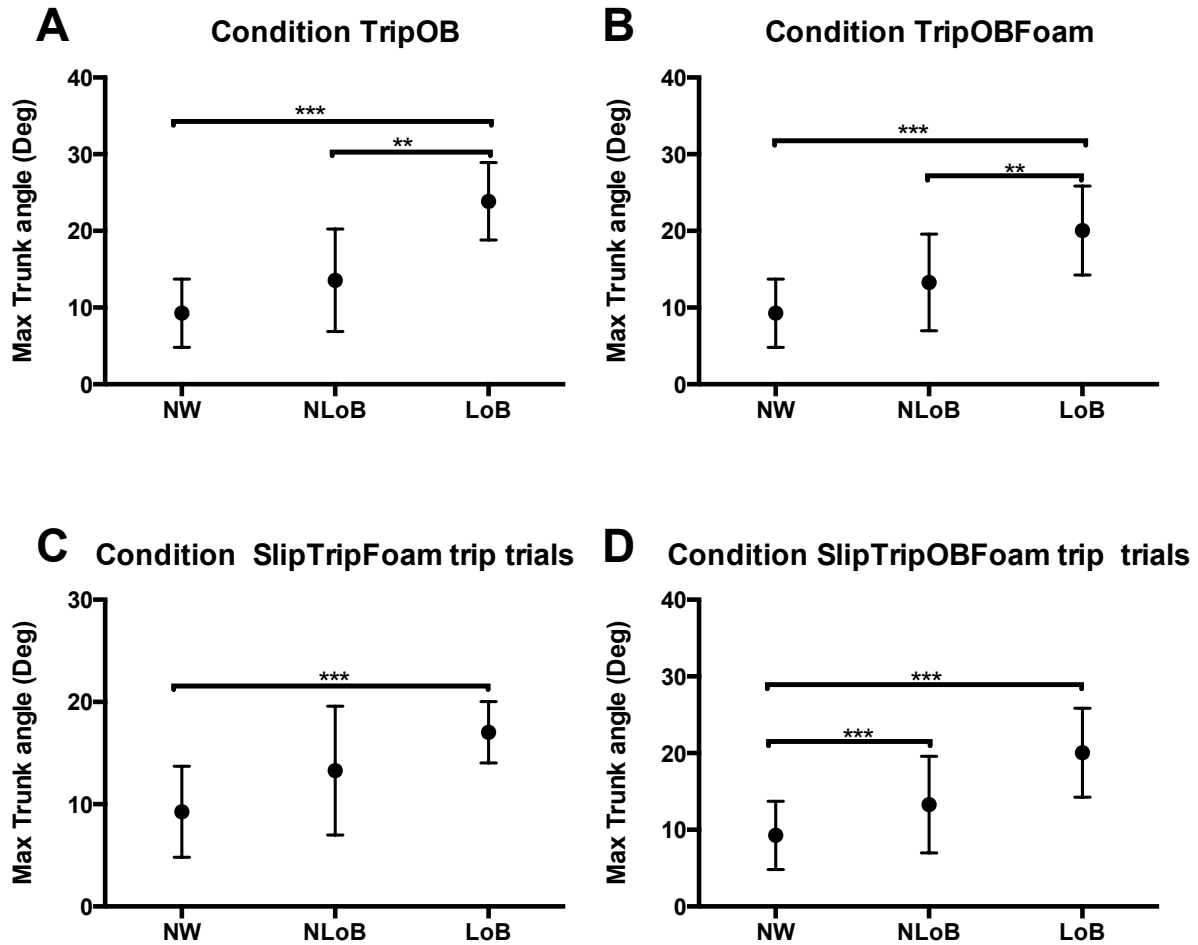 A
Condition TripOB
Max Trunk angle (Deg)
40
30
20
10
0
***
**
NW
NLoB
LoB
B
Condition TripOBFoam
Max Trunk angle (Deg)
40
30
20
10
0
***
**
NW
NLoB
LoB
C
Condition SlipTripFoam trip trials
Max Trunk angle (Deg)
30
20
10
0
***
NW
NLoB
LoB
D
Condition SlipTripOBFoam trip trials
Max Trunk angle (Deg)
40
30
20
10
0
***
***
NW
NLoB
LoB